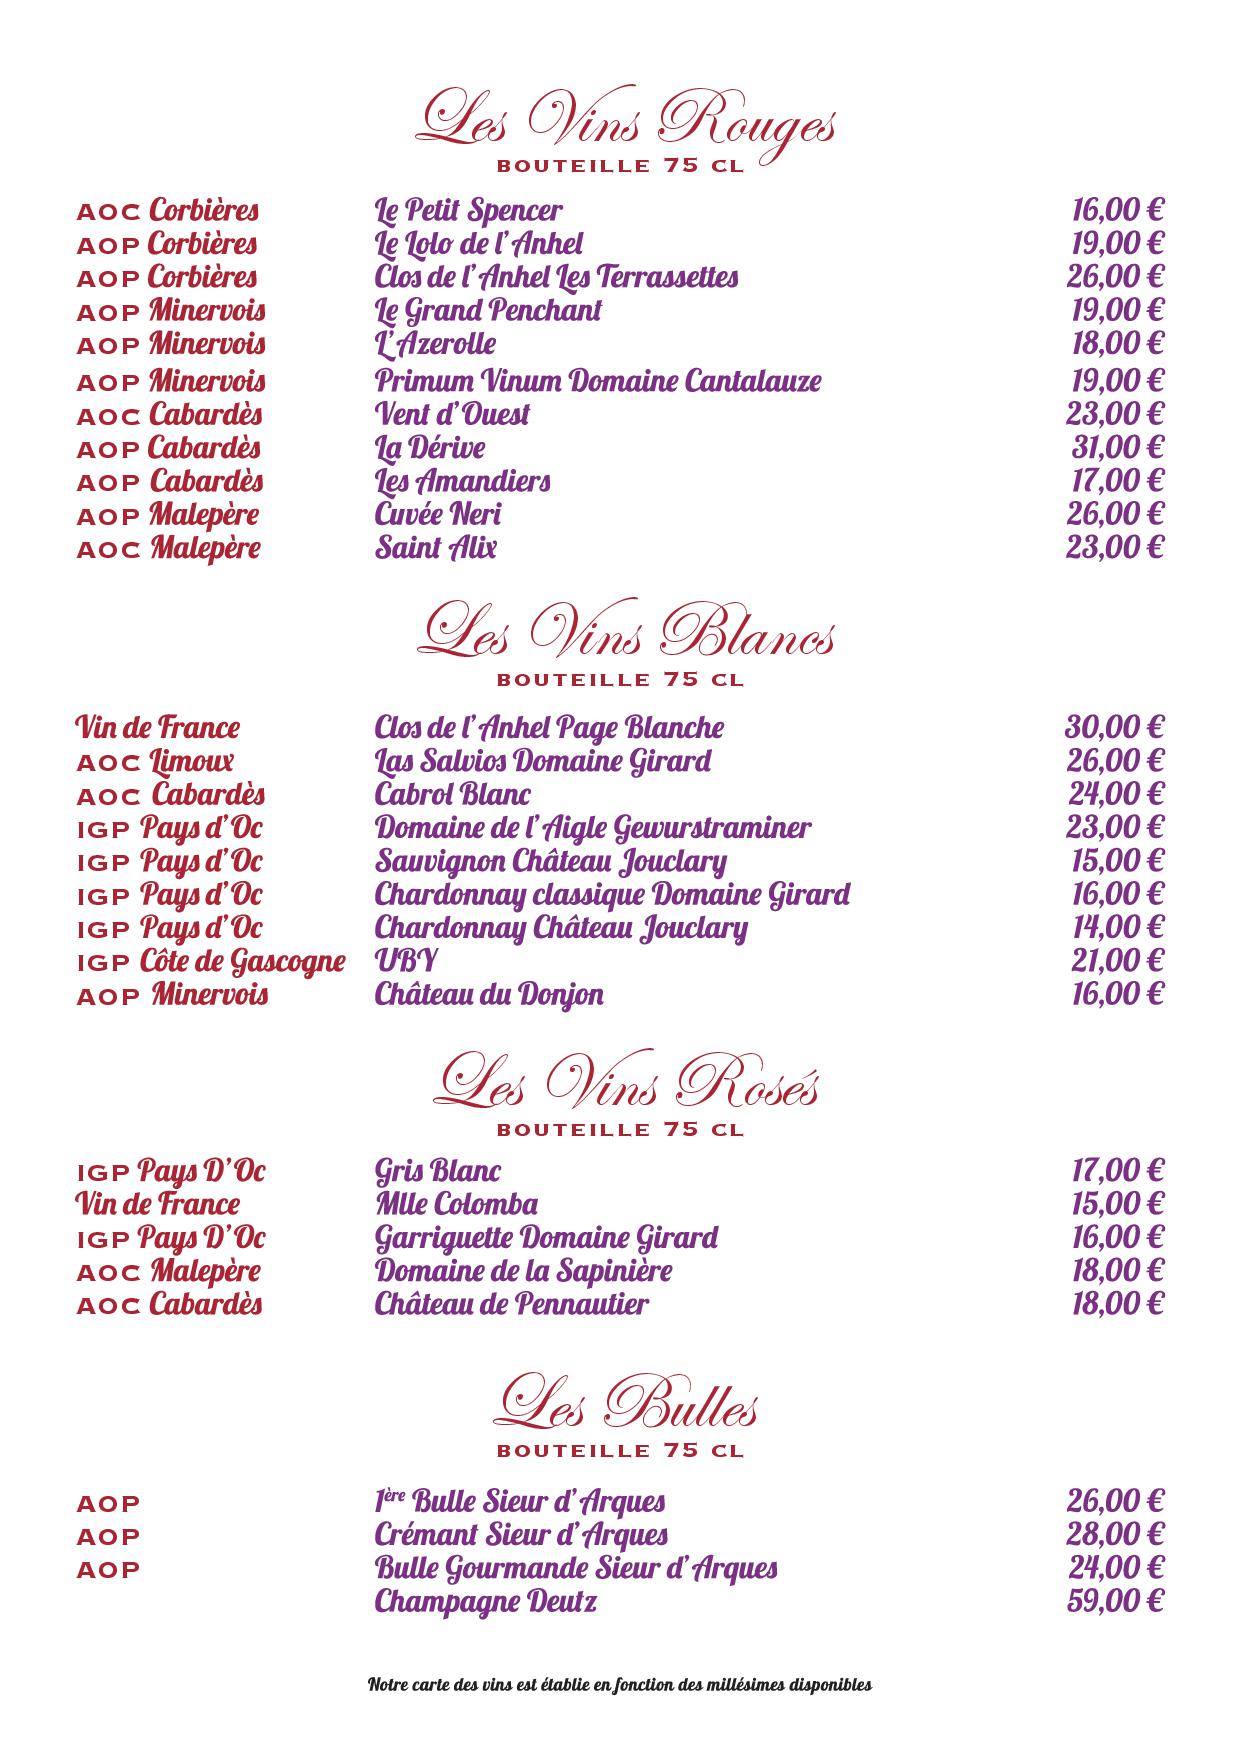 Les Vins Rouges
BOUTEILLE 75 CL
AOC Corbières Le Petit Spencer 16,00 €
AOP Corbières Le Lolo de l'Anhel 19,00 €
AOP Corbières Clos de l'Anhel Les Terrassettes 26,00 €
AOP Minervois Le Grand Penchant 19,00 €
AOP Minervois L'Azerolle 18,00 €
AOP Minervois Primum Vinum Domaine Cantalauze 19,00 €
AOC Cabardès Vent d'Ouest 23,00 €
AOP Cabardès La Dérive 31,00 €
AOP Cabardès Les Amandiers 17,00 €
AOP Malepère Cuvée Neri 26,00 €
AOC Malepère Saint Alix 23,00 €
Les Vins Blancs
BOUTEILLE 75 CL
Vin de France Clos de l'Anhel Page Blanche 30,00 €
AOC Limoux Las Salvios Domaine Girard 26,00 €
AOC Cabardès Cabrol Blanc 24,00 €
IGP Pays d'Oc Domaine de l'Aigle Gewurstraminer 23,00 €
IGP Pays d'Oc Sauvignon Château Jouclary 15,00 €
IGP Pays d'Oc Chardonnay classique Domaine Girard 16,00 €
IGP Pays d'Oc Chardonnay Château Jouclary 14,00 €
IGP Côte de Gascogne UBY 21,00 €
AOP Minervois Château du Donjon 16,00 €
Les Vins Rosés
BOUTEILLE 75 CL
IGP Pays D'Oc Gris Blanc 17,00 €
Vin de France Mlle Colomba 15,00 €
IGP Pays D'Oc Garriguette Domaine Girard 16,00 €
AOC Malepère Domaine de la Sapinière 18,00 €
AOC Cabardès Château de Pennautier 18,00 €
Les Bulles
BOUTEILLE 75 CL
AOP 1ère Bulle Sieur d'Arques 26,00 €
AOP Crémant Sieur d'Arques 28,00 €
AOP Bulle Gourmande Sieur d'Arques 24,00 €
Champagne Deutz 59,00 €
Notre carte des vins est établie en fonction des millésimes disponibles